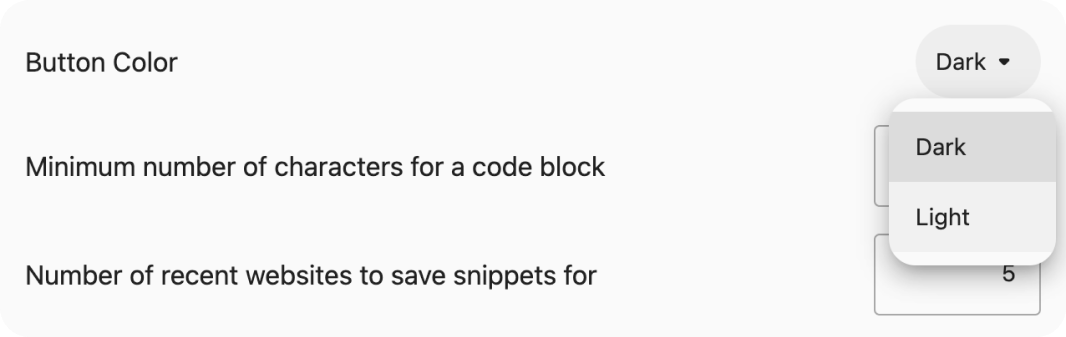 Button Color
Dark
Dark
Minimum number of characters for a code block
Light
Number of recent websites to save snippets for
5